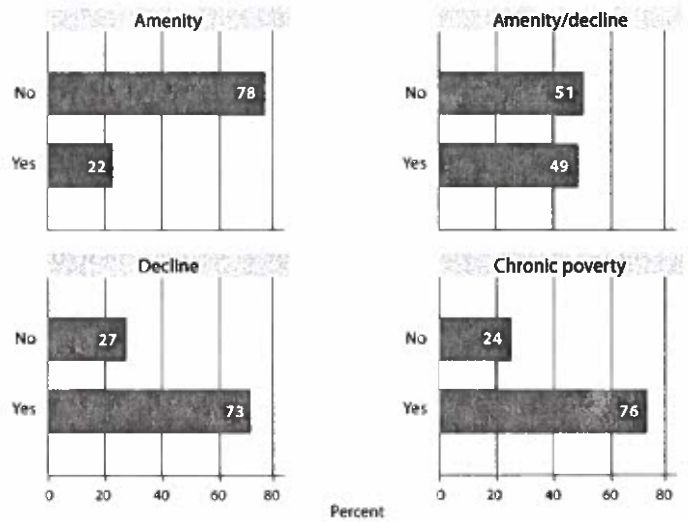 Amenity
No 78
Yes 22
Amenity/decline
No 51
Yes 49
Decline
No 27
Yes 73
0 20 40 60 80
Chronic poverty
No 24
Yes 76
0 20 40 60 80
Percent